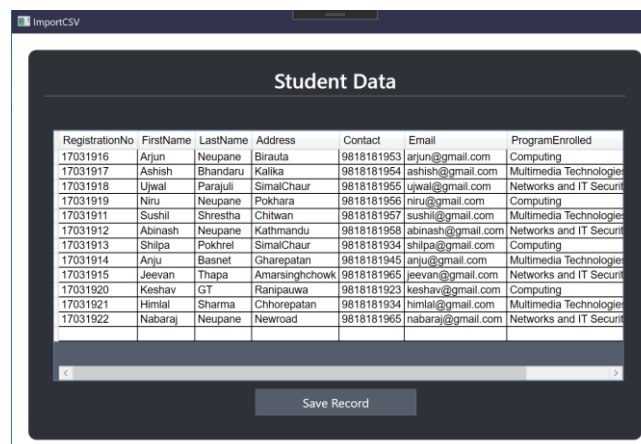 ImportCSV
Student Data
RegistrationNo FirstName LastName Address Contact Email ProgramEnrolled
17031916 Arjun Neupane Birauta 9818181953 arjun@gmail.com Computing
17031917 Ashish Bhandaru Kalika 9818181954 ashish@gmail.com Multimedia Technologies
17031918 Ujwal Parajuli SimalChaur 9818181955 ujwal@gmail.com Networks and IT Securit
17031919 Niru Neupane Pokhara 9818181956 niru@gmail.com Computing
17031911 Sushil Shrestha Chitwan 9818181957 sushil@gmail.com Multimedia Technologies
17031912 Abinash Neupane Kathmandu 9818181958 abinash@gmail.com Networks and IT Securit
17031913 Shilpa Pokhrel SimalChaur 9818181934 shilpa@gmail.com Computing
17031914 Anju Basnet Gharepatan 9818181945 anju@gmail.com Multimedia Technologies
17031915 Jeevan Thapa Amarsinghchowk 9818181965 jeevan@gmail.com Networks and IT Securit
17031920 Keshav GT Ranipauwa 9818181923 keshav@gmail.com Computing
17031921 Himlal Sharma Chhorepatan 9818181934 himlal@gmail.com Multimedia Technologies
17031922 Nabaraj Neupane Newroad 9818181965 nabaraj@gmail.com Networks and IT Securit
Save Record